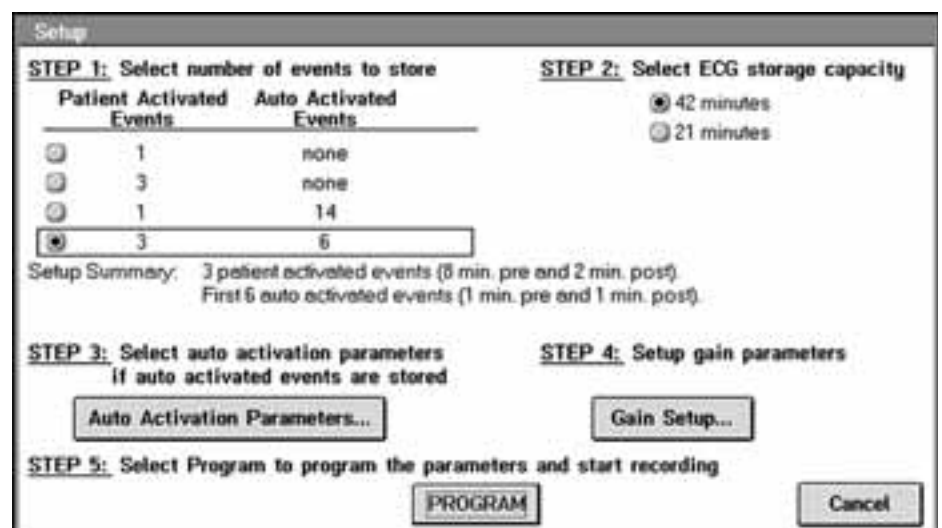 Setup
STEP 1: Select number of events to store
Patient Activated Events
Auto Activated Events
1 none
3 none
1 14
3 6
Setup Summary: 3 patient activated events (8 min. pre and 2 min. post).
First 6 auto activated events (1 min. pre and 1 min. post).
STEP 2: Select ECG storage capacity
42 minutes
21 minutes
STEP 3: Select auto activation parameters
if auto activated events are stored
Auto Activation Parameters...
STEP 4: Setup gain parameters
Gain Setup...
STEP 5: Select Program to program the parameters and start recording
PROGRAM
Cancel